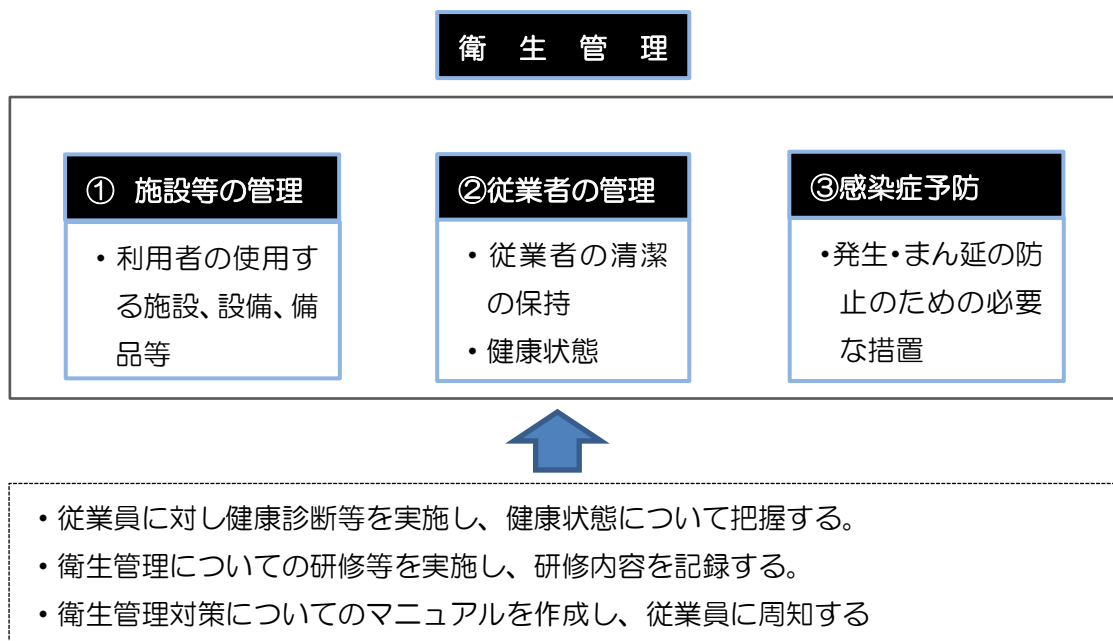 衛 生 管 理
① 施設等の管理
・利用者の使用す
る施設、設備、備
品等
②従業者の管理
・従業者の清潔
の保持
・健康状態
③感染症予防
・発生・まん延の防
止のための必要
な措置
・従業員に対し健康診断等を実施し、健康状態について把握する。
・衛生管理についての研修等を実施し、研修内容を記録する。
・衛生管理対策についてのマニュアルを作成し、従業員に周知する